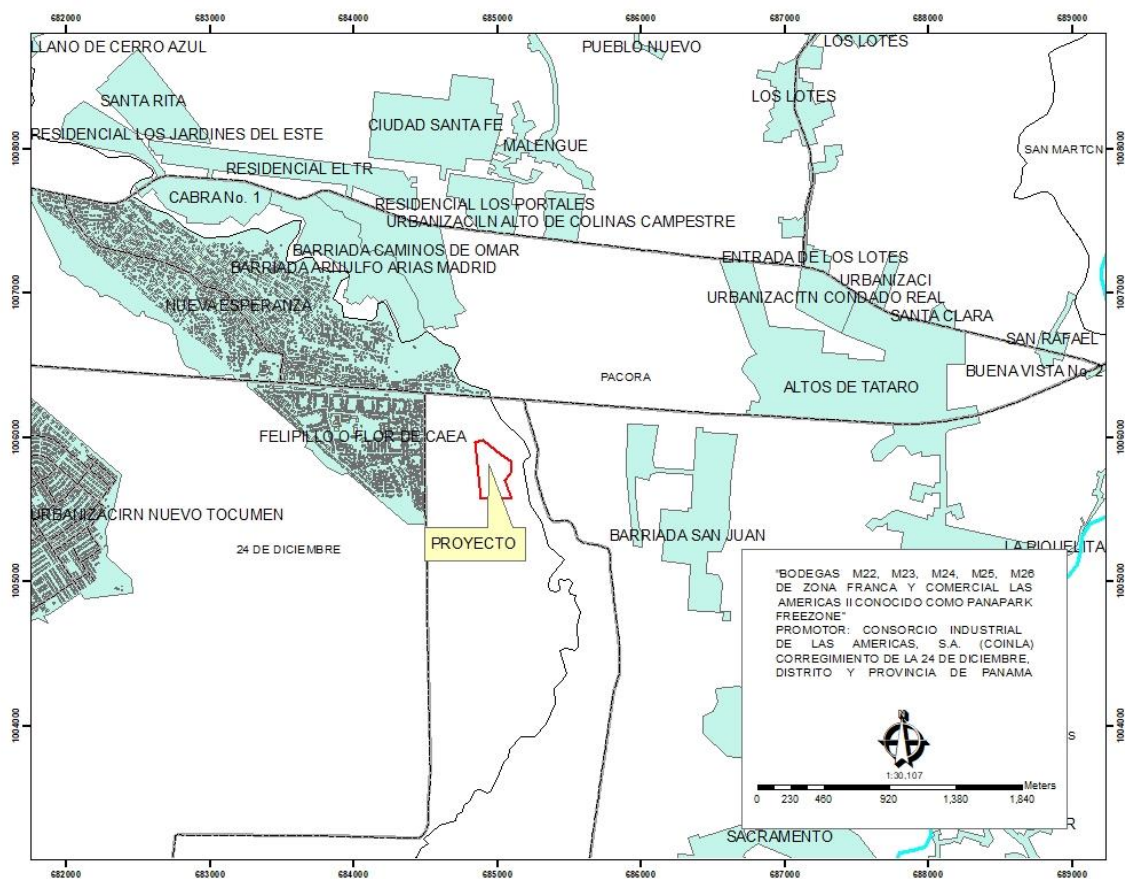 682000 683000 684000 685000 686000 687000 688000 689000
LLANO DE CERRO AZUL
PUEBLO NUEVO
LOS LOTES
SANTA RITA
LOS LOTES
CIUDAD SANTA FE
RESIDENCIAL LOS JARDINES DEL ESTE
MALENGUE
1008000
1008000
SAN MARTCN
RESIDENCIAL EL TR
CABRA No. 1
RESIDENCIAL LOS PORTALES
URBANIZACILN ALTO DE COLINAS CAMPESTRE
BARRIADA CAMINOS DE OMAR
ENTRADA DE LOS LOTES
BARRIADA ARNULFO ARIAS MADRID
URBANIZACI
1007000
1007000
URBANIZACITN CONDADO REAL
NUEVA ESPERANZA
SANTA CLARA
SAN RAFAEL
BUENA VISTA No. 2
PACORA
ALTOS DE TATARO
1006000
1006000
FELIPILLO O FLOR DE CAEA
URBANIZACIRN NUEVO TOCUMEN
BARRIADA SAN JUAN
PROYECTO
24 DE DICIEMBRE
LA RIQUELITA
1005000
1005000
"BODEGAS M22, M23, M24, M25, M26
DE ZONA FRANCA Y COMERCIAL LAS
AMERICAS II CONOCIDO COMO PANAPARK
FREEZONE"
PROMOTOR: CONSORCIO INDUSTRIAL
DE LAS AMERICAS, S.A. (COINLA)
CORREGIMIENTO DE LA 24 DE DICIEMBRE,
DISTRITO Y PROVINCIA DE PANAMA
1004000
1004000
S
1:30,107
Meters
0 230 460 920 1,380 1,840
R
SACRAMENTO
682000 683000 684000 685000 686000 687000 688000 689000